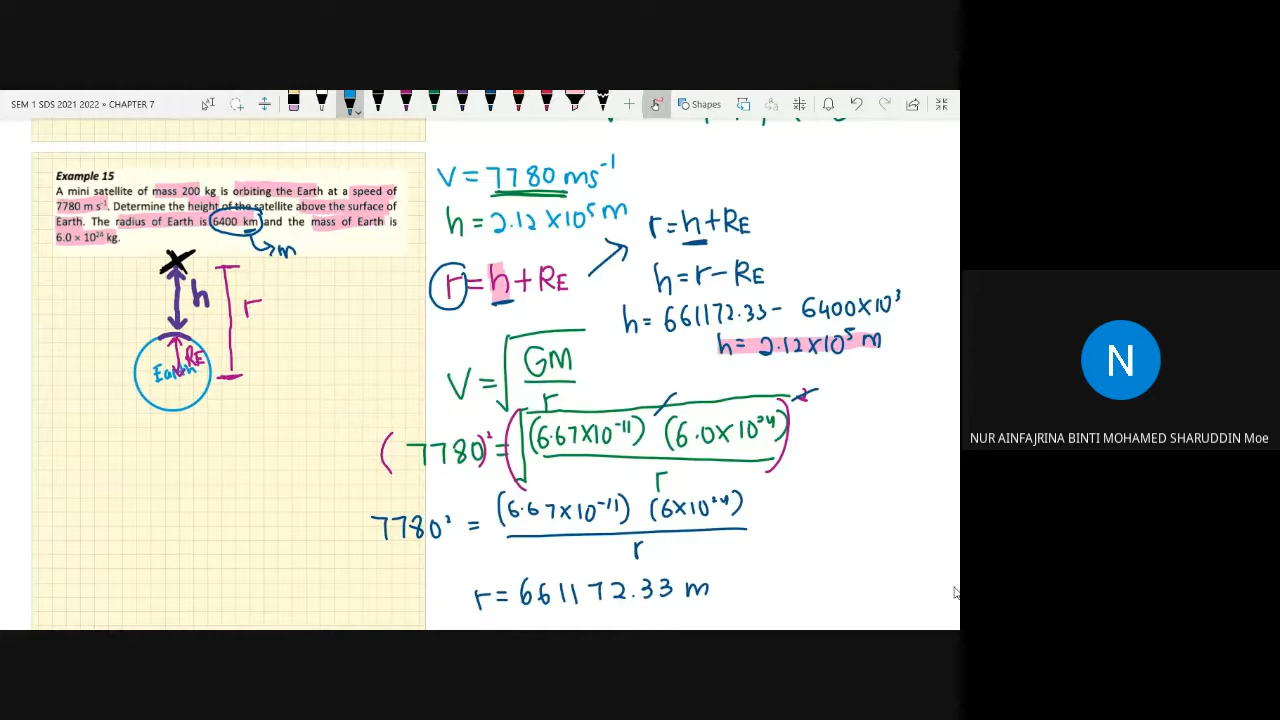 SEM 1 SDS 2021 2022 » CHAPTER 7
Shapes
Example 15
A mini satellite of mass 200 kg is orbiting the Earth at a speed of
7780 m s⁻¹. Determine the height of the satellite above the surface of
Earth. The radius of Earth is 6400 km and the mass of Earth is
6.0 × 10²⁴ kg.
m
h
r
RE
Earth
V = 7780 ms⁻¹
h = 2.12 × 10⁵ m
r = h + RE
r = h + RE
h = r - RE
h = 661172.33 - 6400 × 10³
h = 2.12 × 10⁵ m
V = √ GM
r
( 7780 )² = ( √ (6.67 × 10⁻¹¹) (6.0 × 10²⁴) )²
r
7780² = (6.67 × 10⁻¹¹) (6 × 10²⁴)
r
r = 661172.33 m
N
NUR AINFAJRINA BINTI MOHAMED SHARUDDIN Moe